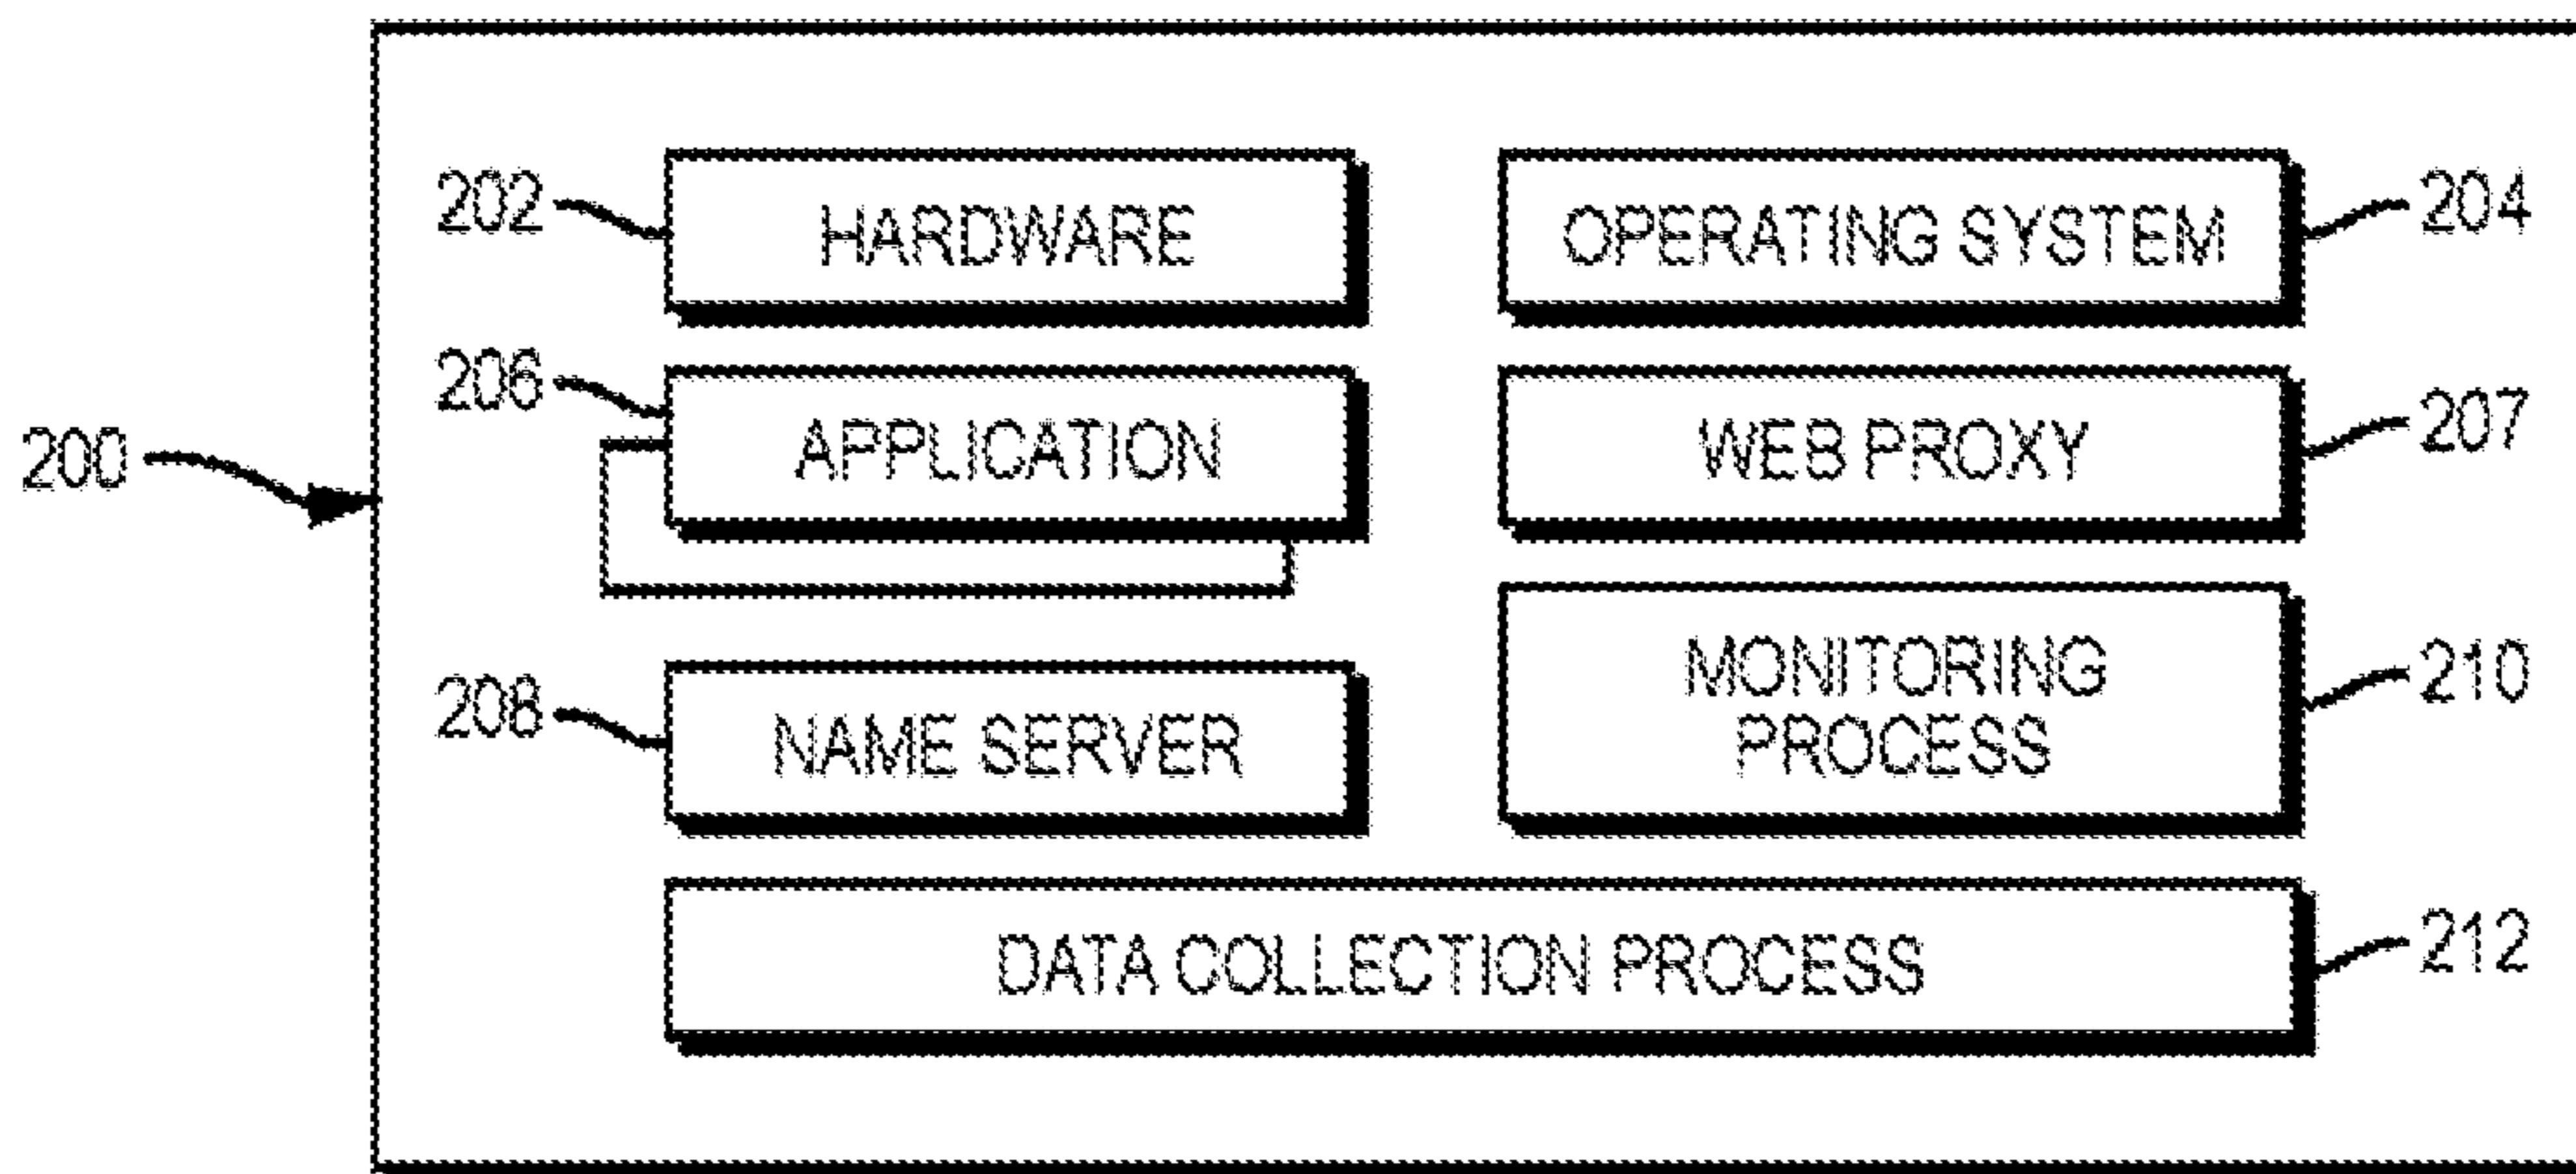 202 HARDWARE OPERATING SYSTEM 204
206 APPLICATION WEB PROXY 207
200
208 NAME SERVER MONITORING PROCESS 210
DATA COLLECTION PROCESS 212